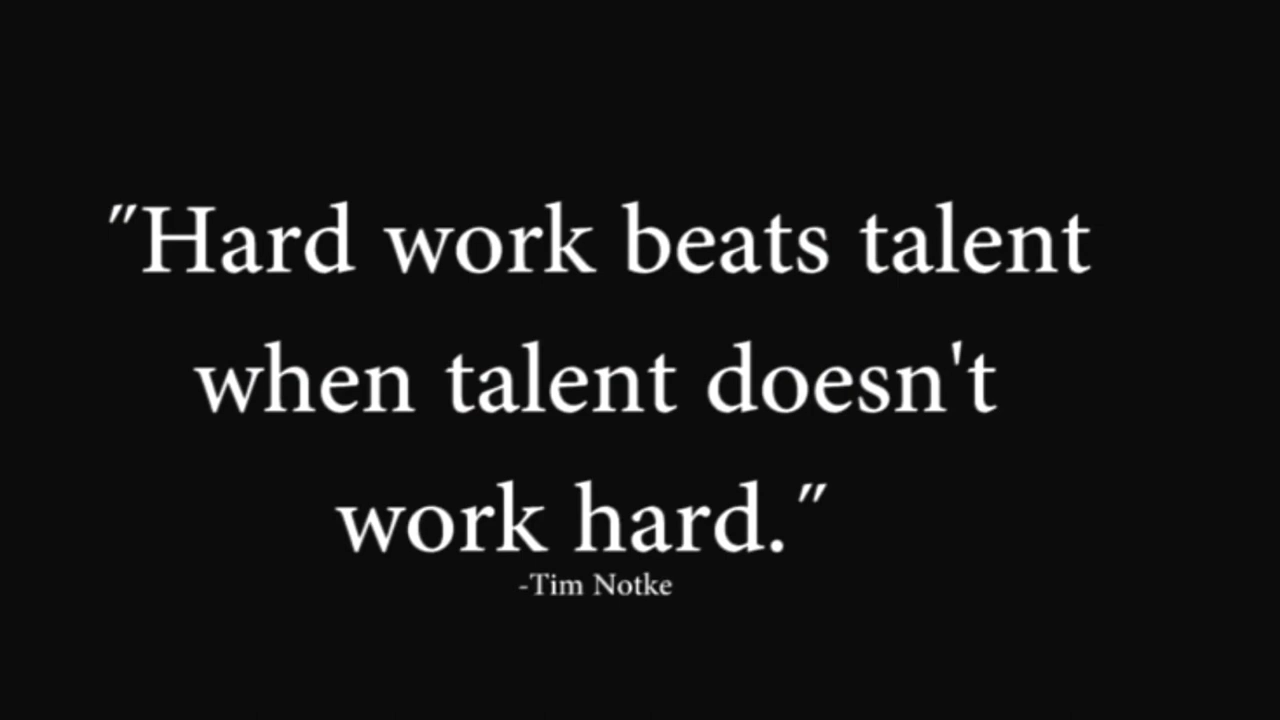 "Hard work beats talent
when talent doesn't
work hard."
-Tim Notke